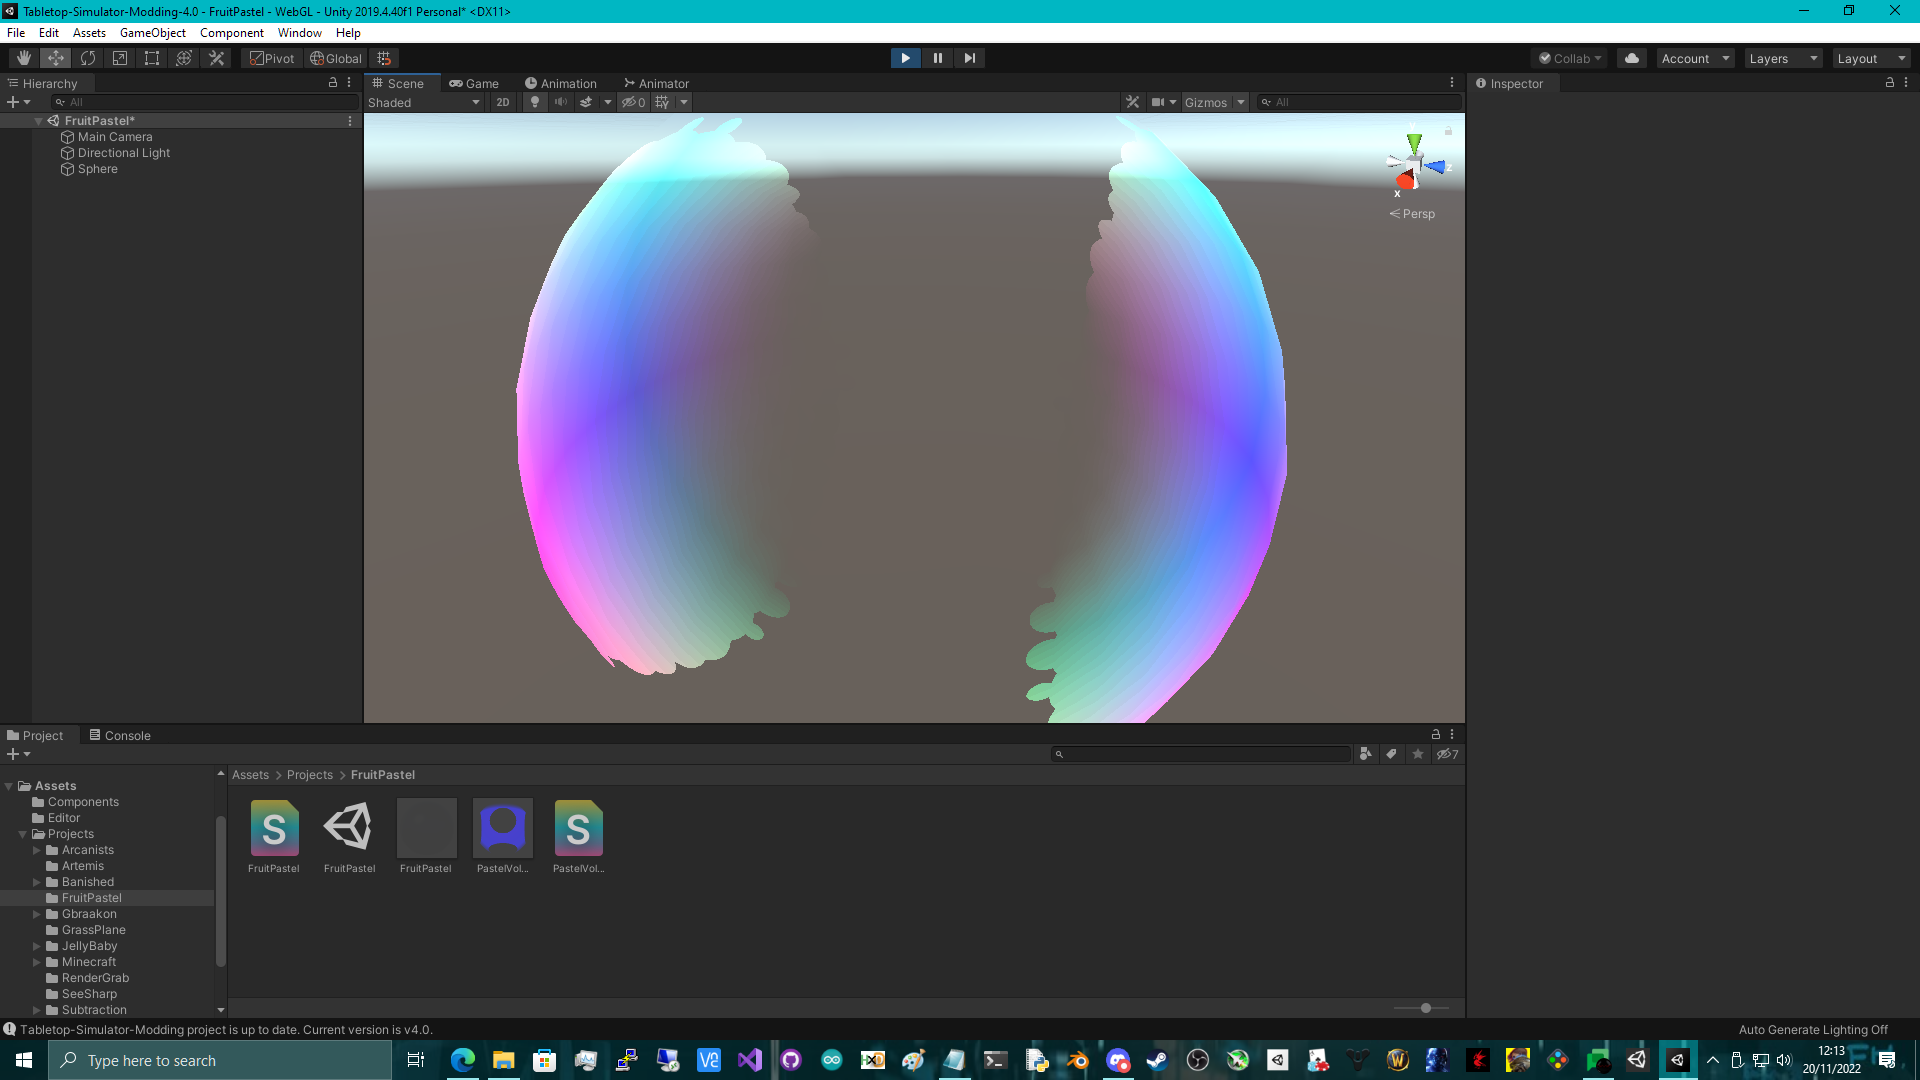 Tabletop-Simulator-Modding-4.0 - FruitPastel - WebGL - Unity 2019.4.40f1 Personal* <DX11>
File Edit Assets GameObject Component Window Help
Pivot Global Collab Account Layers Layout
Hierarchy Scene Game Animation Animator Inspector
All Shaded 2D 0 Gizmos All
FruitPastel*
Main Camera
Directional Light
Sphere
y
z
x
Persp
Project Console
7
Assets > Projects > FruitPastel
Assets
Components
Editor
Projects
Arcanists
Artemis
Banished
FruitPastel
Gbraakon
GrassPlane
JellyBaby
Minecraft
RenderGrab
SeeSharp
Subtraction
S S
FruitPastel FruitPastel FruitPastel PastelVol... PastelVol...
Tabletop-Simulator-Modding project is up to date. Current version is v4.0. Auto Generate Lighting Off
Type here to search
12:13
20/11/2022